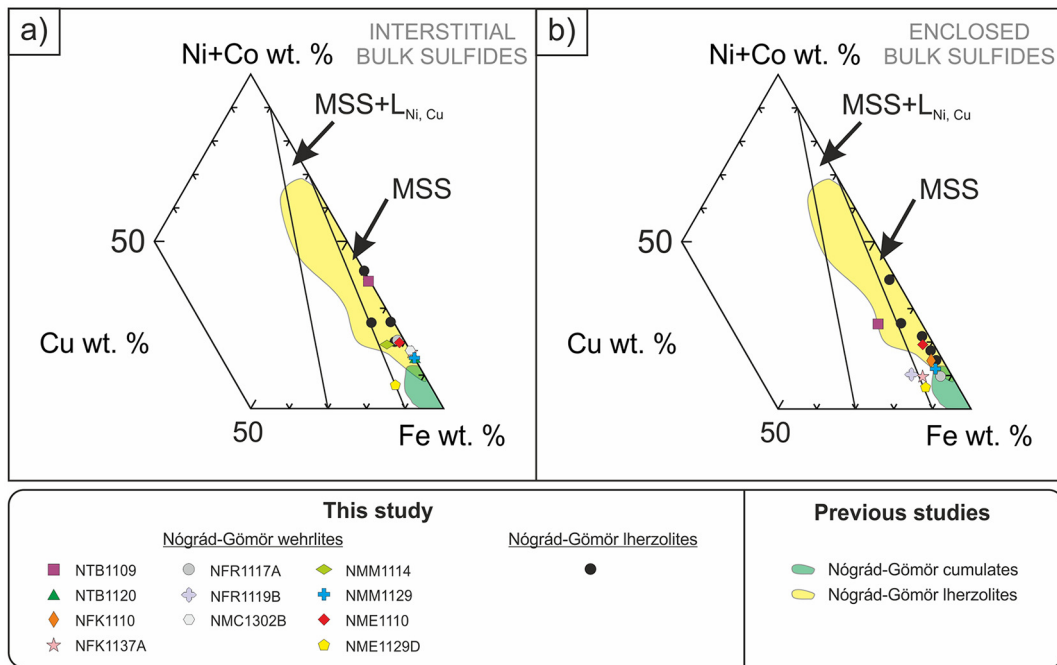 a)
INTERSTITIAL
BULK SULFIDES
Ni+Co wt. %
MSS+L Ni, Cu
MSS
50
Cu wt. %
50
Fe wt. %
b)
ENCLOSED
BULK SULFIDES
Ni+Co wt. %
MSS+L Ni, Cu
MSS
50
Cu wt. %
50
Fe wt. %
This study
Nógrád-Gömör wehrlites
NTB1109
NTB1120
NFK1110
NFK1137A
NFR1117A
NFR1119B
NMC1302B
NMM1114
NMM1129
NME1110
NME1129D
Nógrád-Gömör lherzolites
Previous studies
Nógrád-Gömör cumulates
Nógrád-Gömör lherzolites